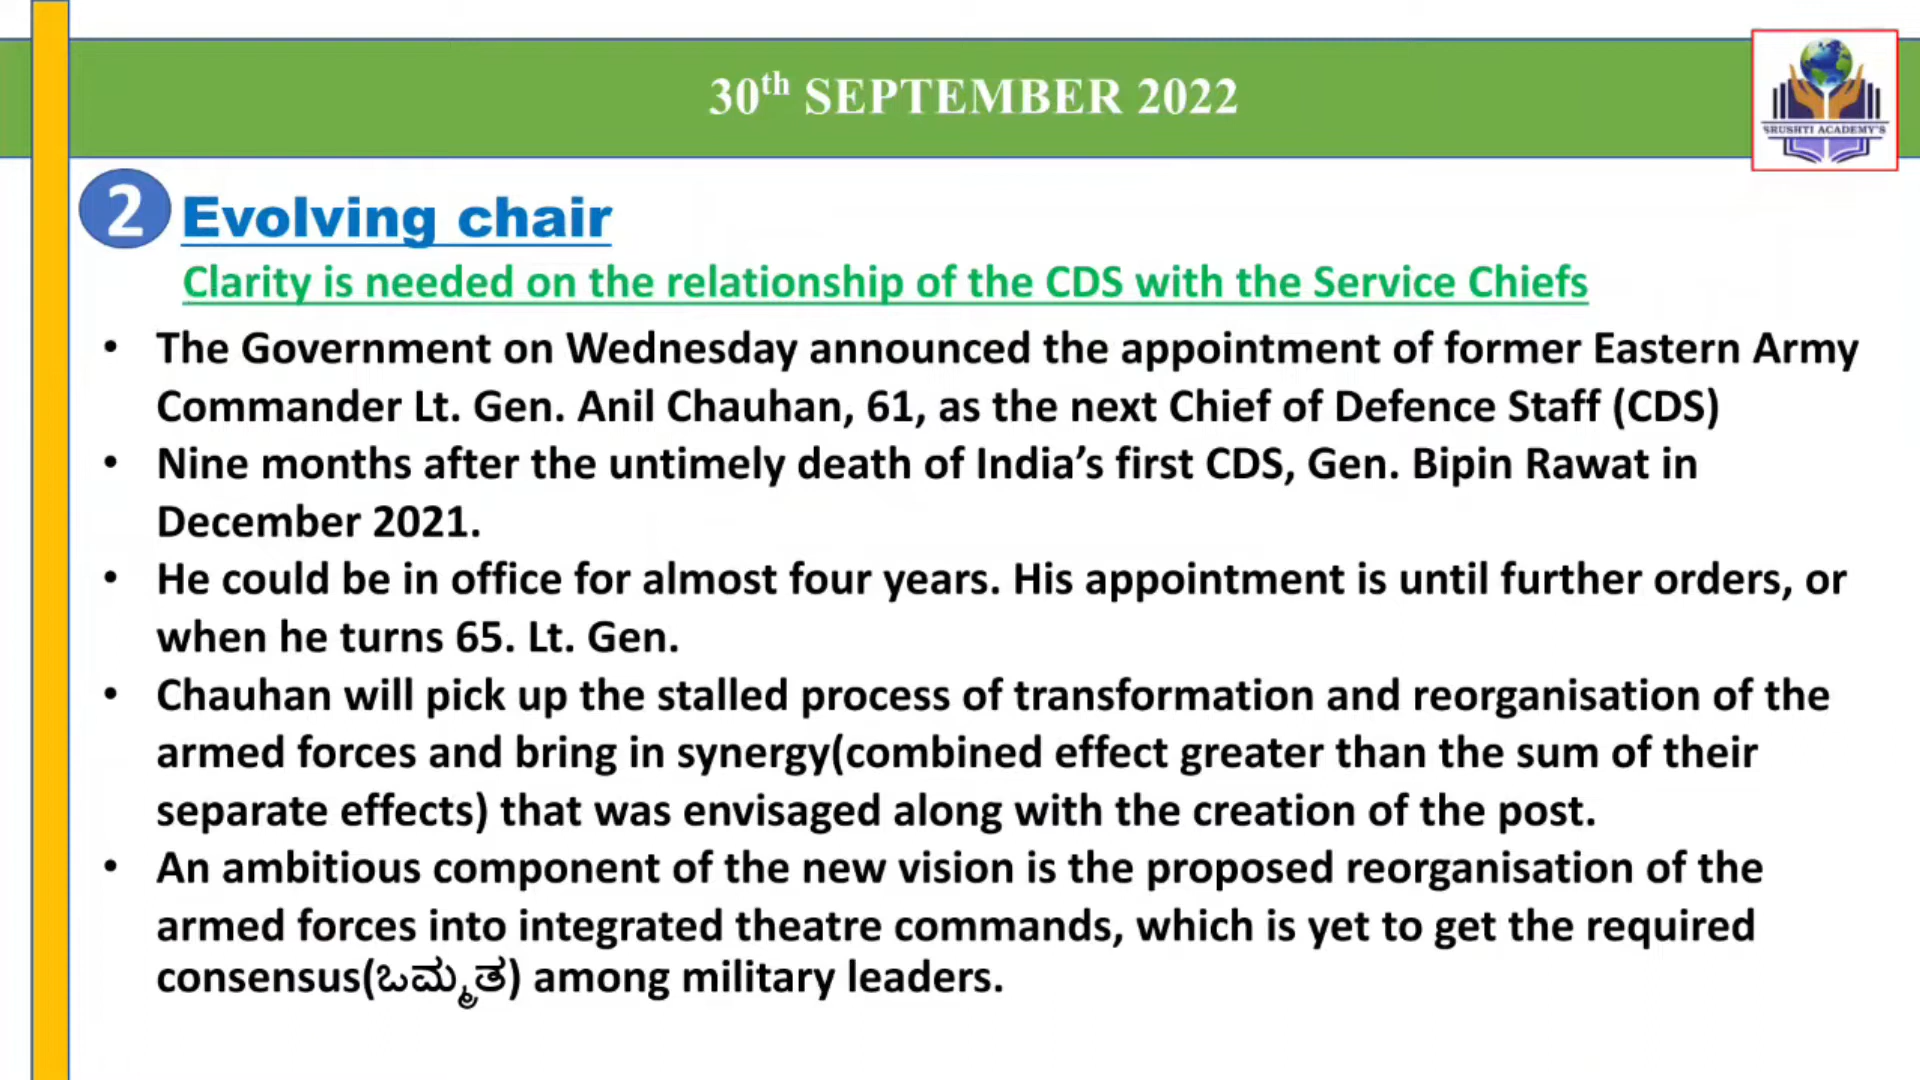 30th SEPTEMBER 2022
SRUSHTI ACADEMY'S
2 Evolving chair
Clarity is needed on the relationship of the CDS with the Service Chiefs
• The Government on Wednesday announced the appointment of former Eastern Army
Commander Lt. Gen. Anil Chauhan, 61, as the next Chief of Defence Staff (CDS)
• Nine months after the untimely death of India’s first CDS, Gen. Bipin Rawat in
December 2021.
• He could be in office for almost four years. His appointment is until further orders, or
when he turns 65. Lt. Gen.
• Chauhan will pick up the stalled process of transformation and reorganisation of the
armed forces and bring in synergy(combined effect greater than the sum of their
separate effects) that was envisaged along with the creation of the post.
• An ambitious component of the new vision is the proposed reorganisation of the
armed forces into integrated theatre commands, which is yet to get the required
consensus(ಒಮ್ಮತ) among military leaders.